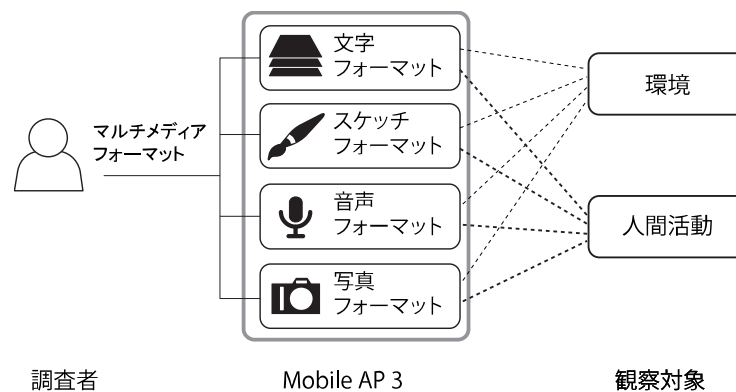 マルチメディア
フォーマット
文字
フォーマット
スケッチ
フォーマット
音声
フォーマット
写真
フォーマット
環境
人間活動
調査者
Mobile AP 3
観察対象